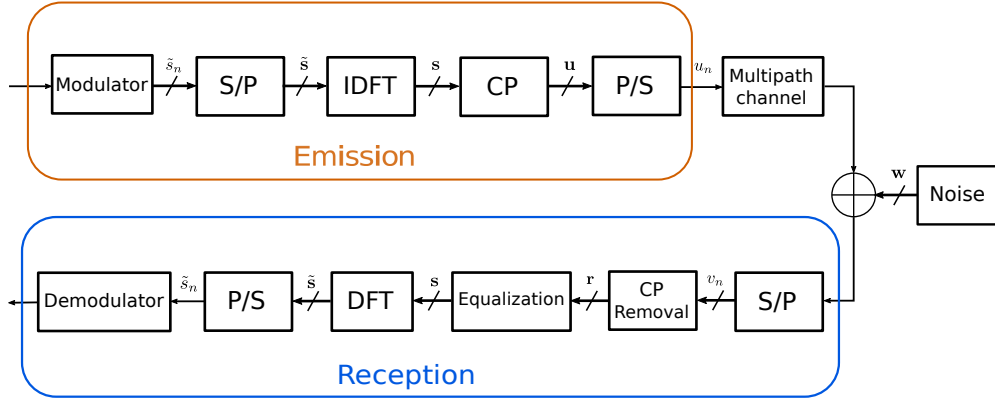 Modulator
s̃ₙ
S/P
s̃
IDFT
s
CP
u
P/S
uₙ
Multipath
channel
Emission
w
Noise
Demodulator
s̃ₙ
P/S
s̃
DFT
s
Equalization
r
CP
Removal
vₙ
S/P
Reception